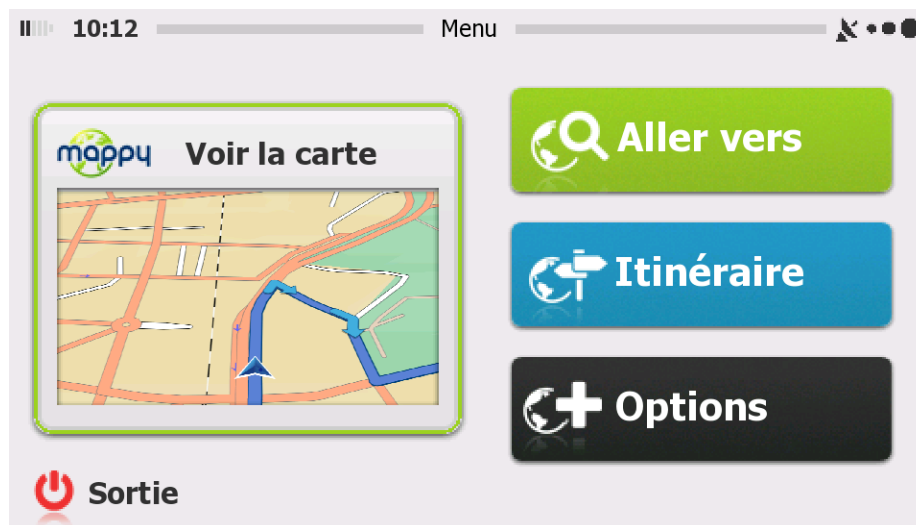 10:12 Menu
mappy Voir la carte
Aller vers
Itinéraire
Options
Sortie